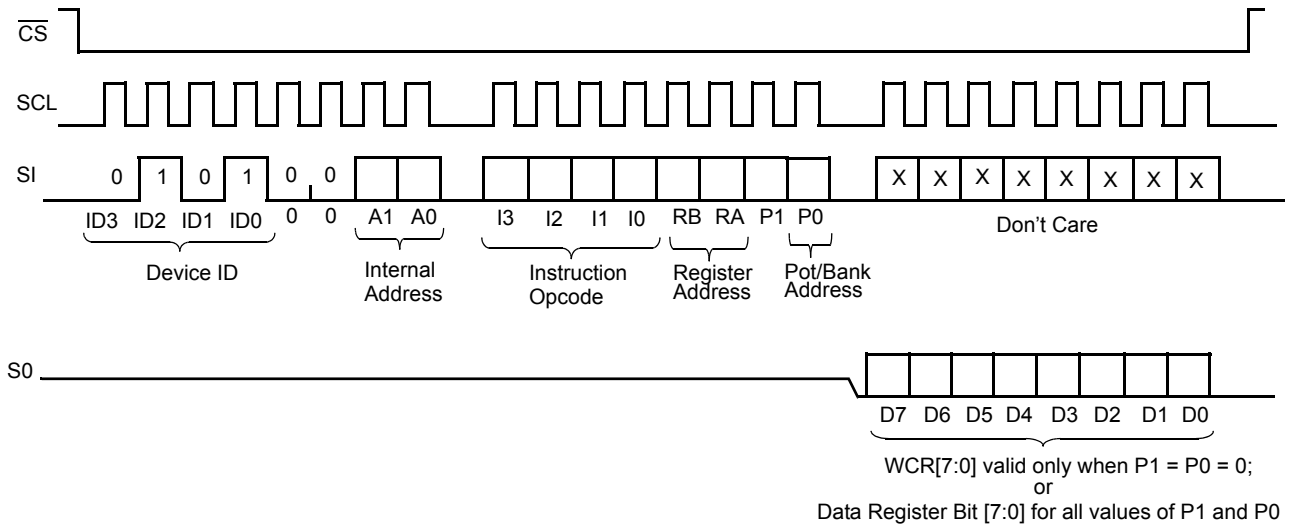 CS
SCL
SI
0 1 0 1 0 0
X X X X X X X X
ID3 ID2 ID1 ID0 0 0 A1 A0 I3 I2 I1 I0 RB RA P1 P0
Don't Care
Device ID
Internal
Address
Instruction
Opcode
Register
Address
Pot/Bank
Address
S0
D7 D6 D5 D4 D3 D2 D1 D0
WCR[7:0] valid only when P1 = P0 = 0;
or
Data Register Bit [7:0] for all values of P1 and P0